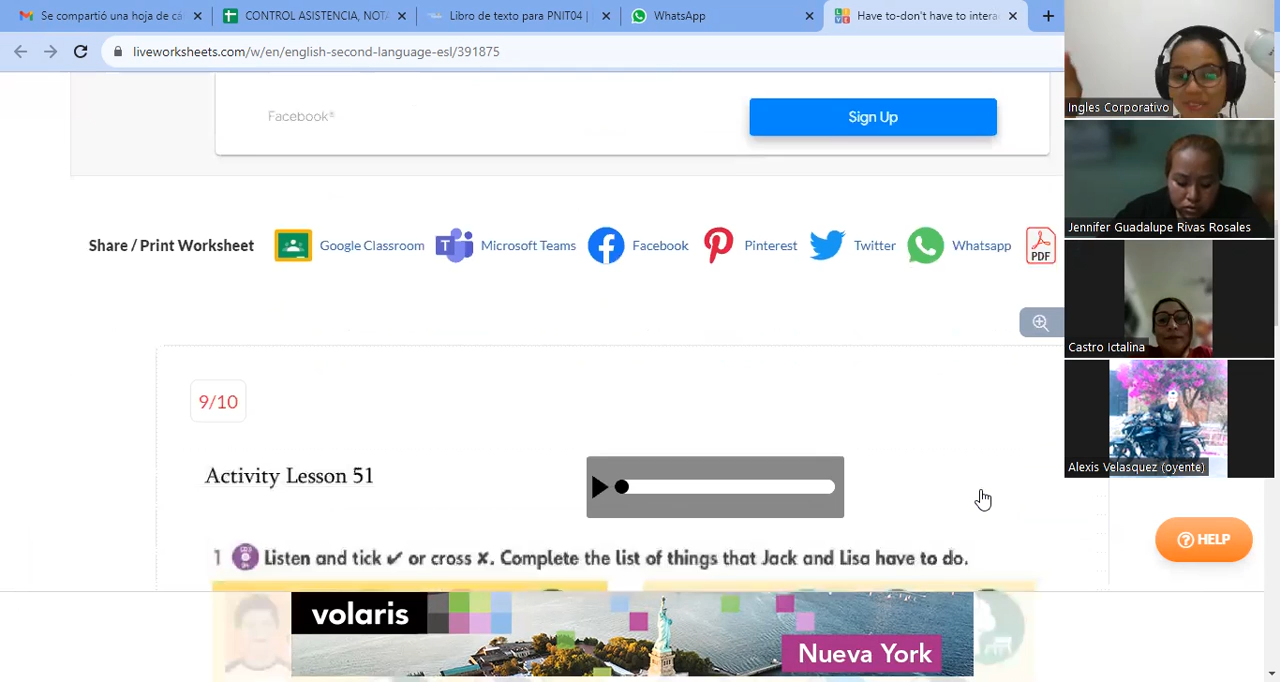 Se compartió una hoja de cá
CONTROL ASISTENCIA, NOTA
Libro de texto para PNIT04 |
WhatsApp
Have to-don't have to intera
liveworksheets.com/w/en/english-second-language-esl/391875
Facebook*
Sign Up
Share / Print Worksheet
Google Classroom
Microsoft Teams
Facebook
Pinterest
Twitter
Whatsapp
PDF
9/10
Activity Lesson 51
1 Listen and tick ✔ or cross ✘. Complete the list of things that Jack and Lisa have to do.
volaris
Nueva York
HELP
Ingles Corporativo
Jennifer Guadalupe Rivas Rosales
Castro Ictalina
Alexis Velasquez (oyente)